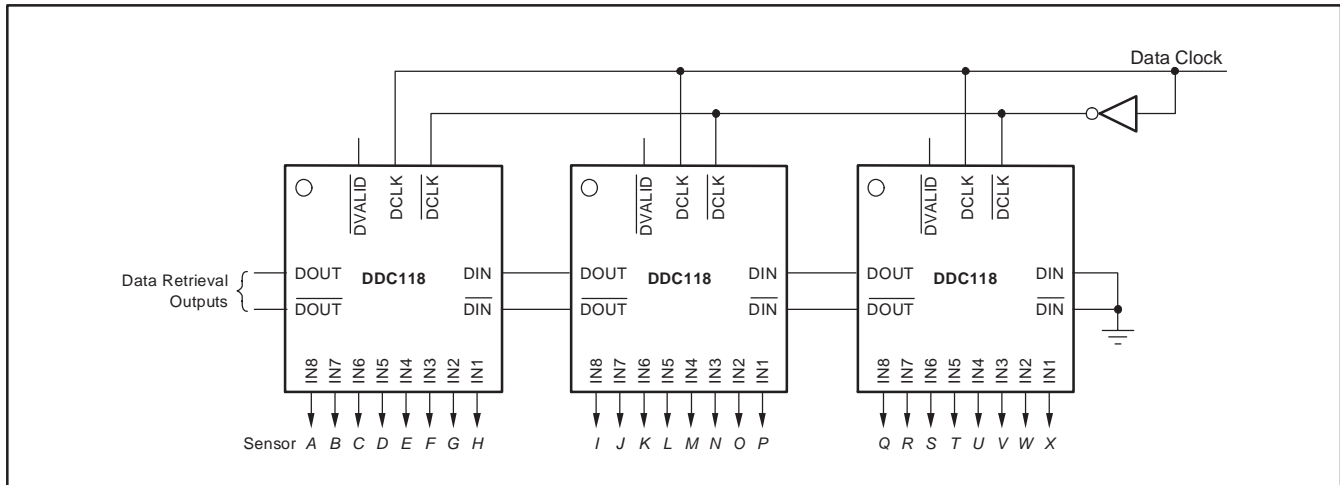 Data Clock
DVALID DCLK DCLK DVALID DCLK DCLK DVALID DCLK DCLK
Data Retrieval Outputs
DOUT DDC118 DIN DOUT DDC118 DIN DOUT DDC118 DIN
DOUT DIN DOUT DIN DOUT DIN
IN8 IN7 IN6 IN5 IN4 IN3 IN2 IN1 IN8 IN7 IN6 IN5 IN4 IN3 IN2 IN1 IN8 IN7 IN6 IN5 IN4 IN3 IN2 IN1
Sensor A B C D E F G H I J K L M N O P Q R S T U V W X